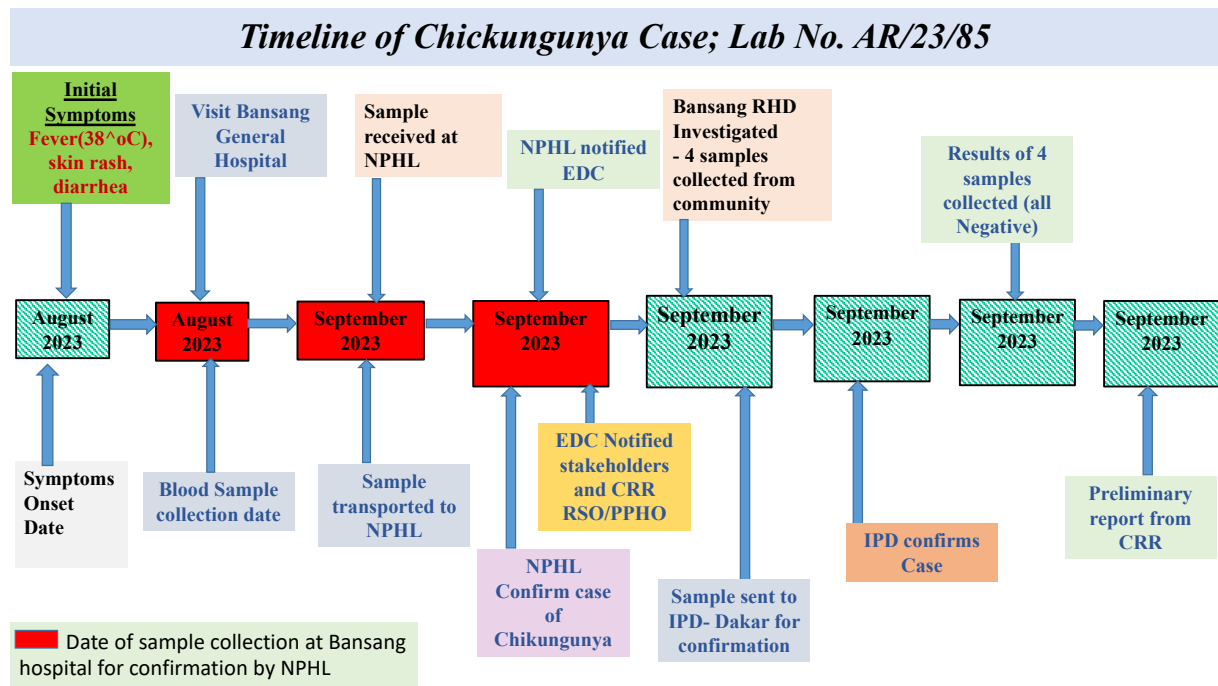 Timeline of Chickungunya Case; Lab No. AR/23/85
Initial
Symptoms
Fever(38^oC),
skin rash,
diarrhea
Visit Bansang
General
Hospital
Sample
received at
NPHL
NPHL notified
EDC
Bansang RHD
Investigated
- 4 samples
collected from
community
Results of 4
samples
collected (all
Negative)
August
2023
August
2023
September
2023
September
2023
September
2023
September
2023
September
2023
September
2023
Symptoms
Onset
Date
Blood Sample
collection date
Sample
transported to
NPHL
EDC Notified
stakeholders
and CRR
RSO/PPHO
NPHL
Confirm case
of
Chikungunya
Sample sent to
IPD- Dakar for
confirmation
IPD confirms
Case
Preliminary
report from
CRR
Date of sample collection at Bansang
hospital for confirmation by NPHL